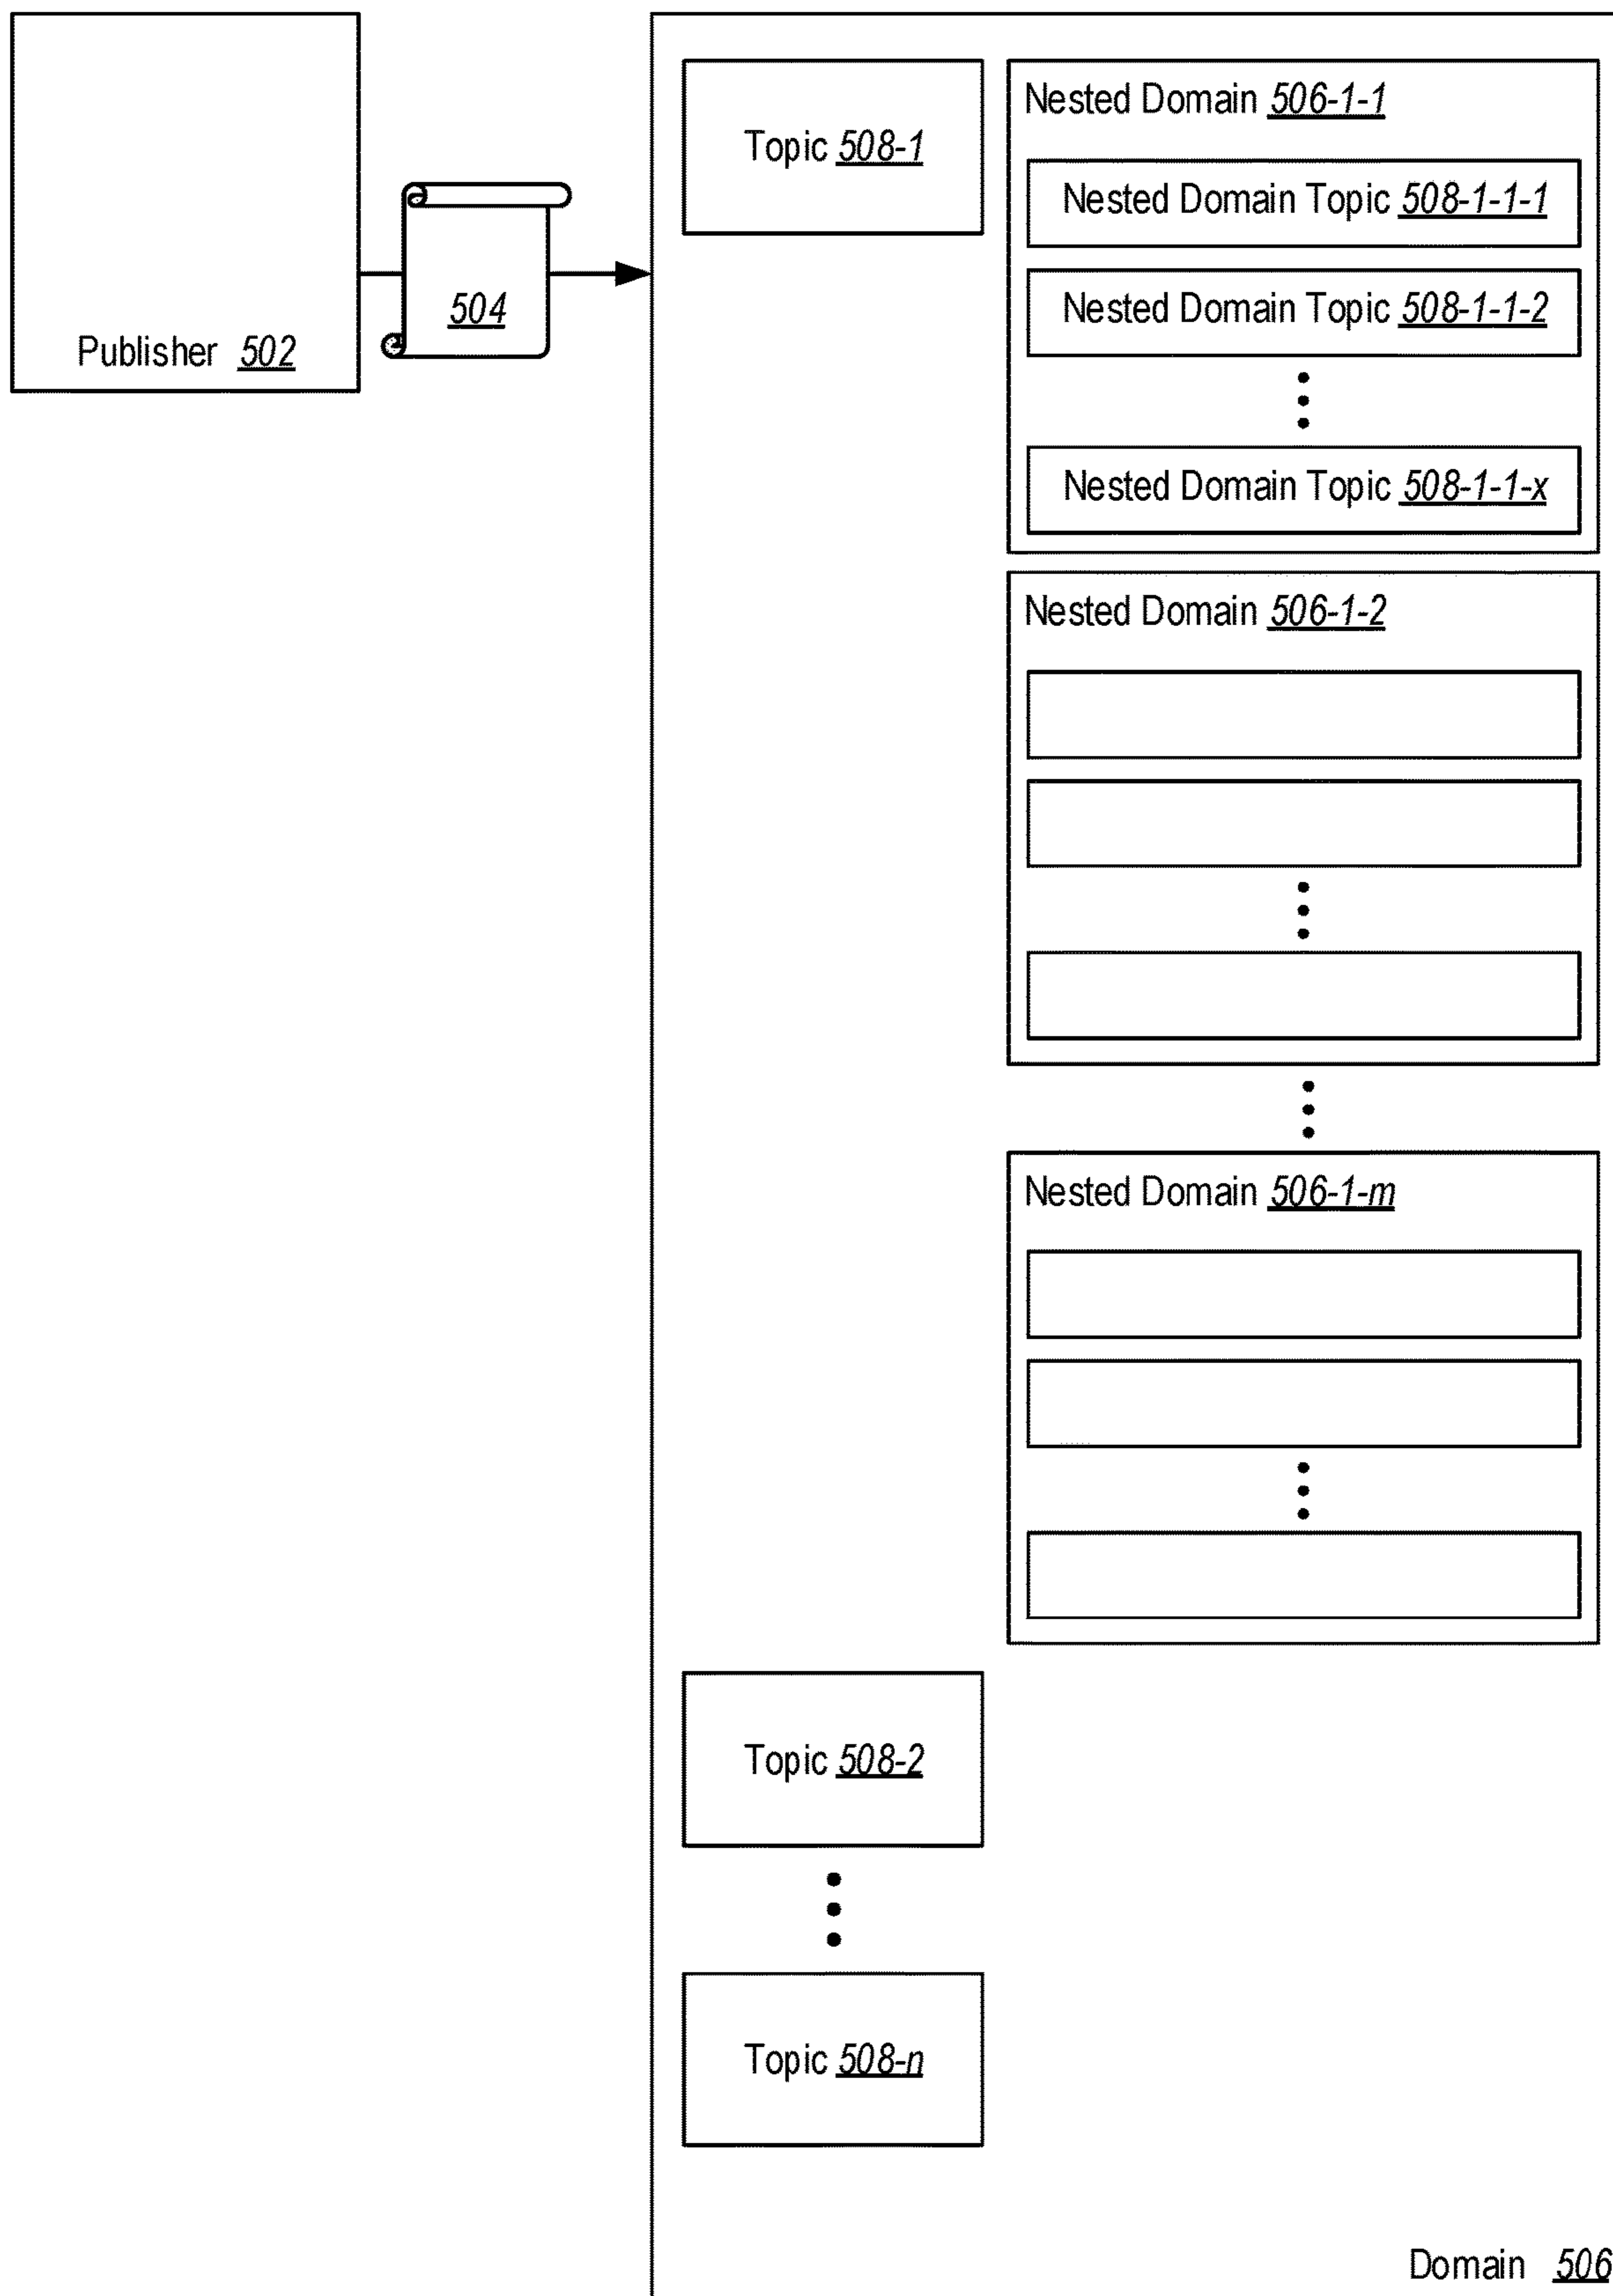 Publisher 502
504
Topic 508-1
Nested Domain 506-1-1
Nested Domain Topic 508-1-1-1
Nested Domain Topic 508-1-1-2
Nested Domain Topic 508-1-1-x
Nested Domain 506-1-2
Nested Domain 506-1-m
Topic 508-2
Topic 508-n
Domain 506